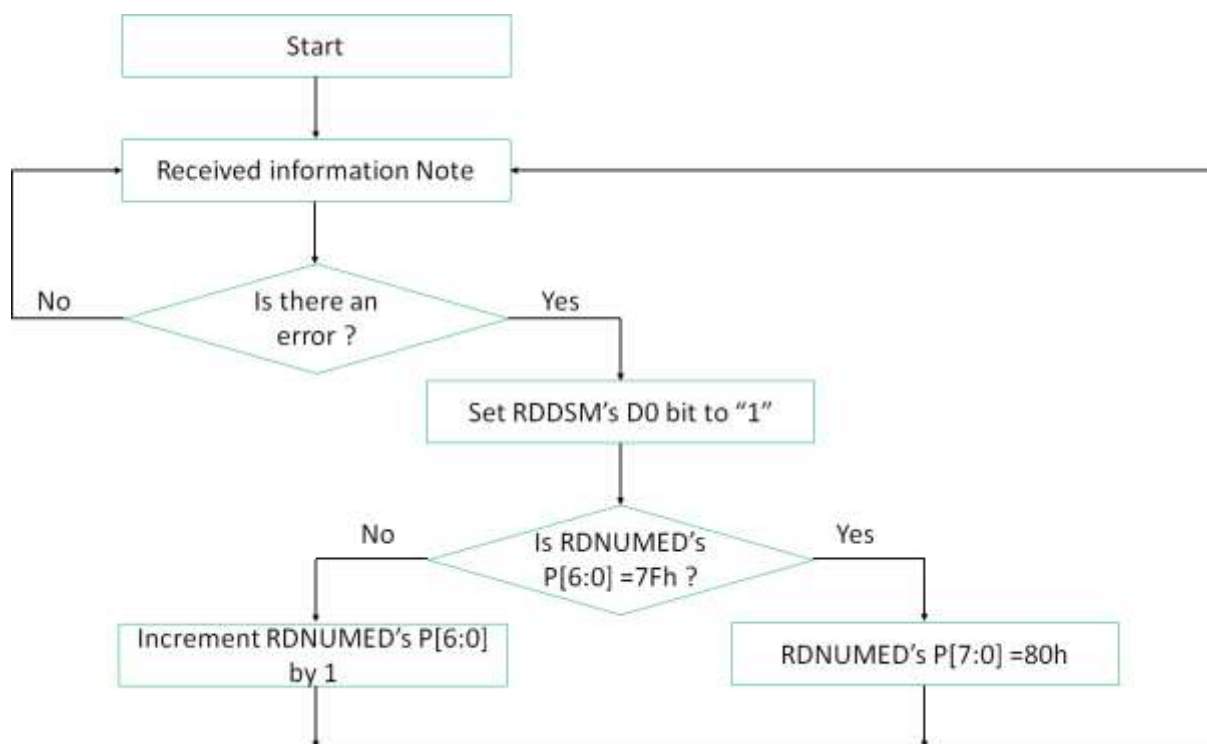 Start
Received information Note
No
Is there an
error ?
Yes
Set RDDSM’s D0 bit to “1”
No
Is RDNUMED’s
P[6:0] =7Fh ?
Yes
Increment RDNUMED’s P[6:0]
by 1
RDNUMED’s P[7:0] =80h